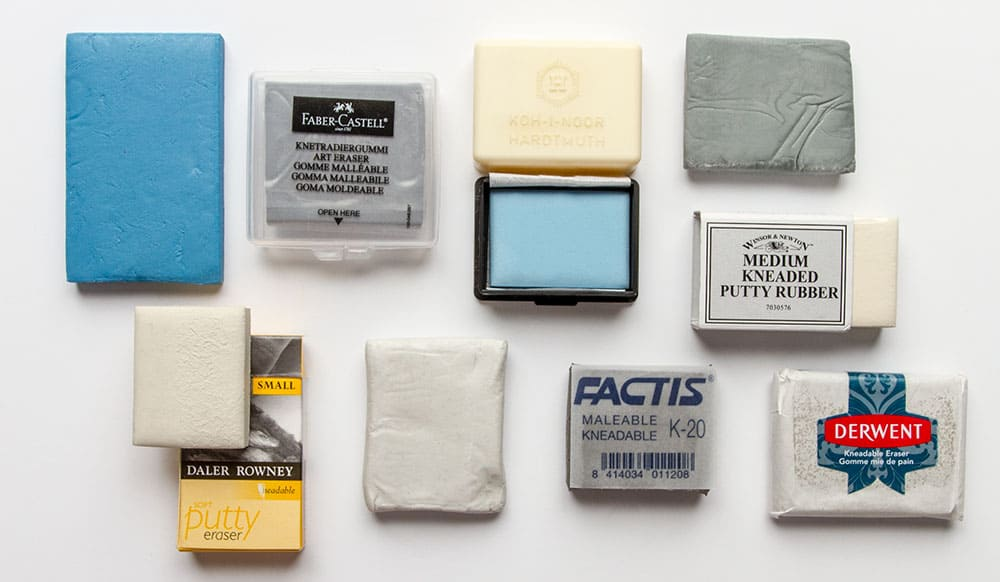 FABER-CASTELL®
since 1761
KNETRADIERGUMMI
ART ERASER
GOMME MALLÉABLE
GOMMA MALLEABILE
GOMA MOLDEABLE
OPEN HERE
KOH-I-NOOR
HARDTMUTH
WINSOR & NEWTON
MEDIUM
KNEADED
PUTTY RUBBER
7030576
SMALL
DALER ROWNEY
kneadable
soft
putty
eraser
FACTIS®
MALEABLE
KNEADABLE K-20
8 414034 011208
DERWENT
Kneadable Eraser
Gomme mie de pain